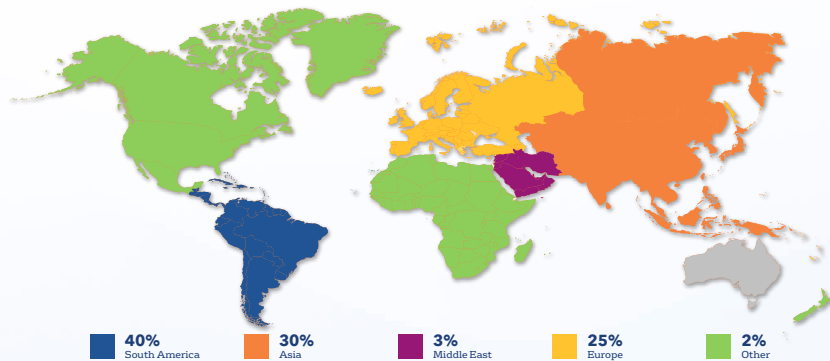 40%
South America
30%
Asia
3%
Middle East
25%
Europe
2%
Other